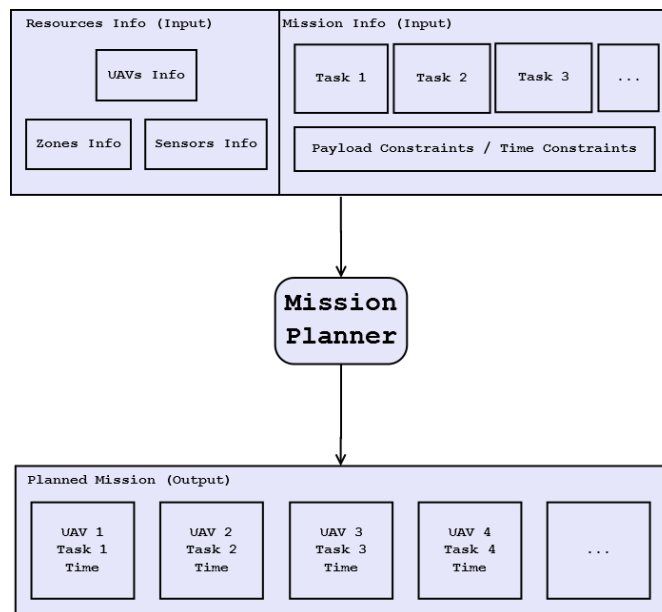 Resources Info (Input)
UAVs Info
Zones Info
Sensors Info
Mission Info (Input)
Task 1
Task 2
Task 3
...
Payload Constraints / Time Constraints
Mission
Planner
Planned Mission (Output)
UAV 1
Task 1
Time
UAV 2
Task 2
Time
UAV 3
Task 3
Time
UAV 4
Task 4
Time
...